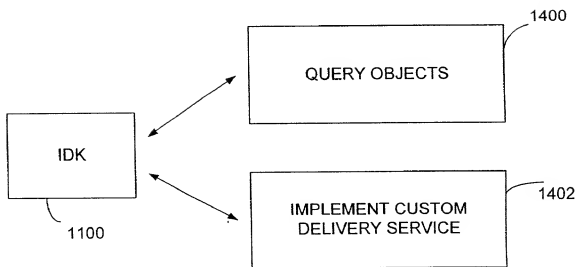 1400
QUERY OBJECTS
IDK
1100
1402
IMPLEMENT CUSTOM
DELIVERY SERVICE